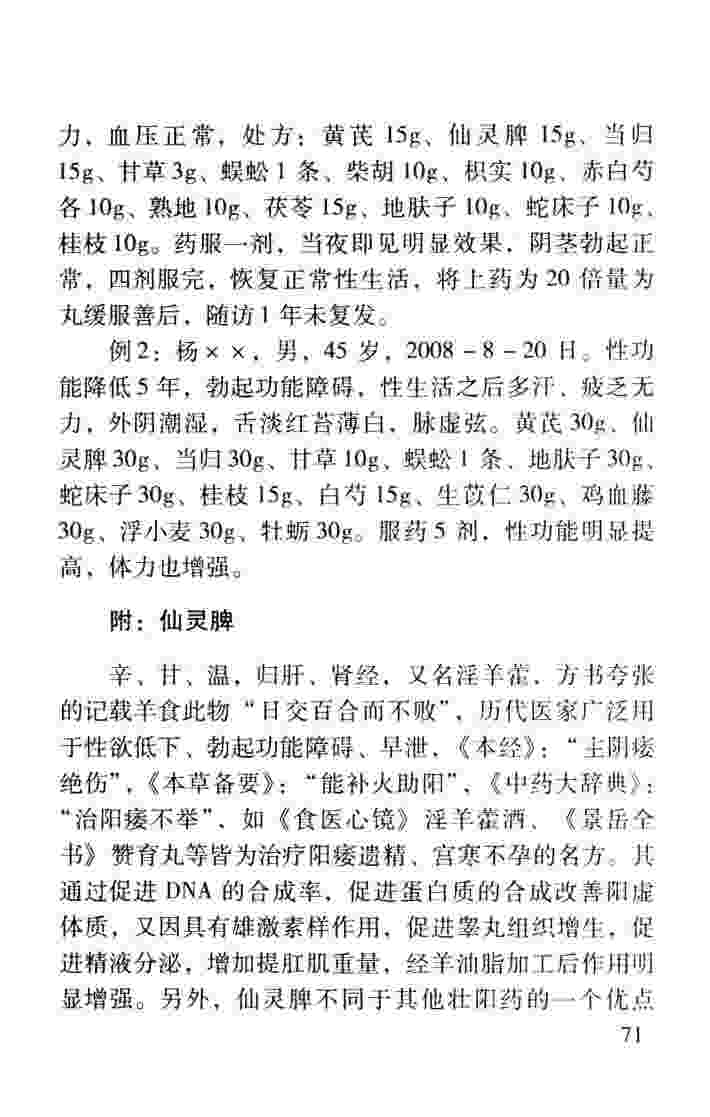 力，血压正常，处方：黄芪 15g、仙灵脾 15g、当归
15g、甘草 3g、蜈蚣 1 条、柴胡 10g、枳实 10g、赤白芍
各 10g、熟地 10g、茯苓 15g、地肤子 10g、蛇床子 10g、
桂枝 10g。药服一剂，当夜即见明显效果，阴茎勃起正
常，四剂服完，恢复正常性生活，将上药为 20 倍量为
丸缓服善后，随访 1 年未复发。
例 2：杨××，男，45 岁，2008－8－20 日。性功
能降低 5 年，勃起功能障碍，性生活之后多汗、疲乏无
力，外阴潮湿，舌淡红苔薄白，脉虚弦。黄芪 30g、仙
灵脾 30g、当归 30g、甘草 10g、蜈蚣 1 条、地肤子 30g、
蛇床子 30g、桂枝 15g、白芍 15g、生苡仁 30g、鸡血藤
30g、浮小麦 30g、牡蛎 30g。服药 5 剂，性功能明显提
高，体力也增强。
附：仙灵脾
辛、甘、温，归肝、肾经，又名淫羊藿，方书夸张
的记载羊食此物“日交百合而不败”，历代医家广泛用
于性欲低下、勃起功能障碍、早泄，《本经》：“主阴痿
绝伤”，《本草备要》：“能补火助阳”，《中药大辞典》：
“治阳痿不举”，如《食医心镜》淫羊藿酒、《景岳全
书》赞育丸等皆为治疗阳痿遗精、宫寒不孕的名方。其
通过促进 DNA 的合成率，促进蛋白质的合成改善阳虚
体质，又因具有雄激素样作用，促进睾丸组织增生，促
进精液分泌，增加提肛肌重量，经羊油脂加工后作用明
显增强。另外，仙灵脾不同于其他壮阳药的一个优点
71